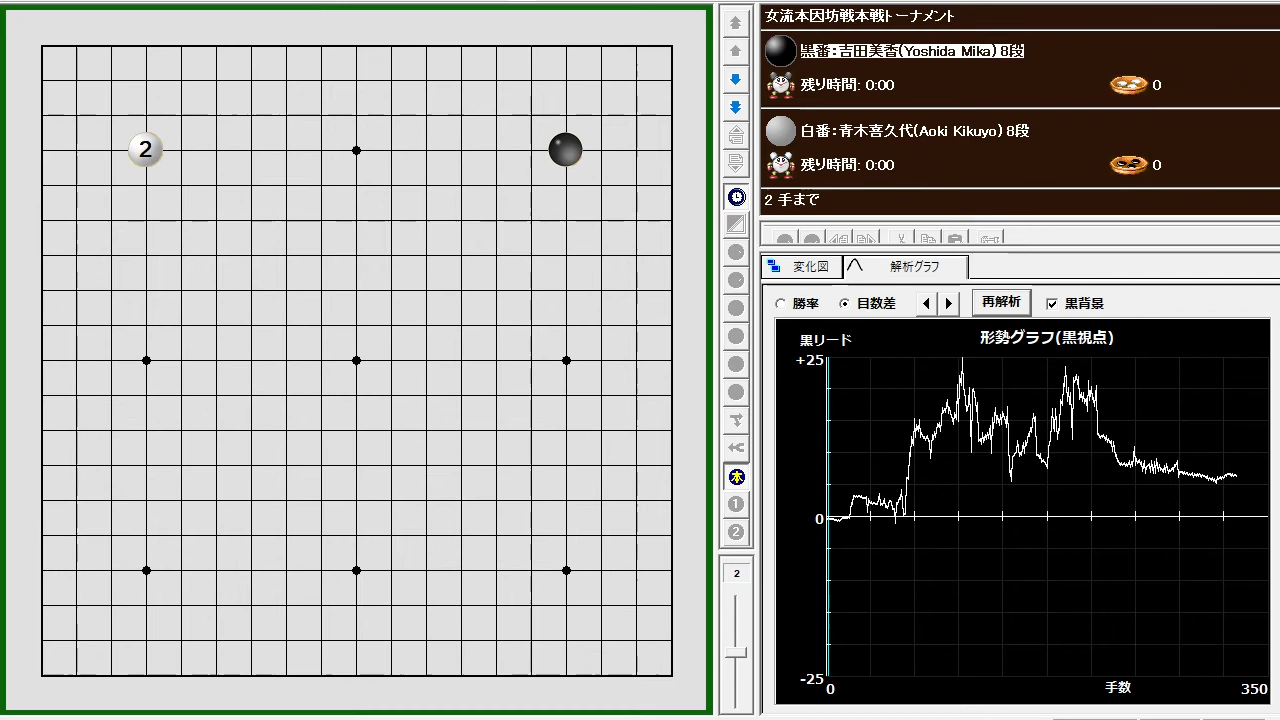 女流本因坊戦本戦トーナメント
黒番：吉田美香(Yoshida Mika) 8段
残り時間: 0:00
0
白番：青木喜久代(Aoki Kikuyo) 8段
残り時間: 0:00
0
2 手まで
変化図
解析グラフ
勝率
目数差
再解析
黒背景
黒リード
形勢グラフ(黒視点)
+25
0
-25
0
手数
350
2
本
1
2
2